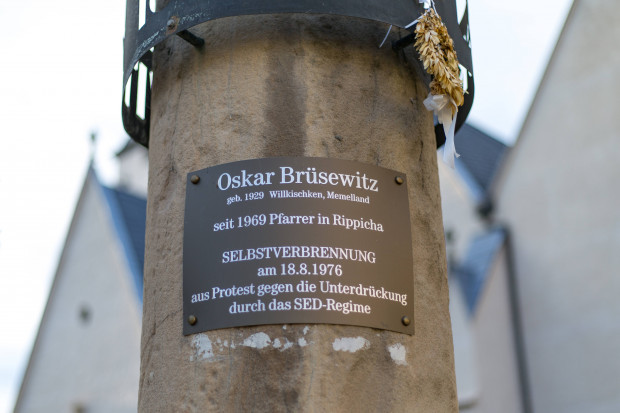 Oskar Brüsewitz
geb. 1929 Willkischken, Memelland
seit 1969 Pfarrer in Rippicha
SELBSTVERBRENNUNG
am 18.8.1976
aus Protest gegen die Unterdrückung
durch das SED-Regime